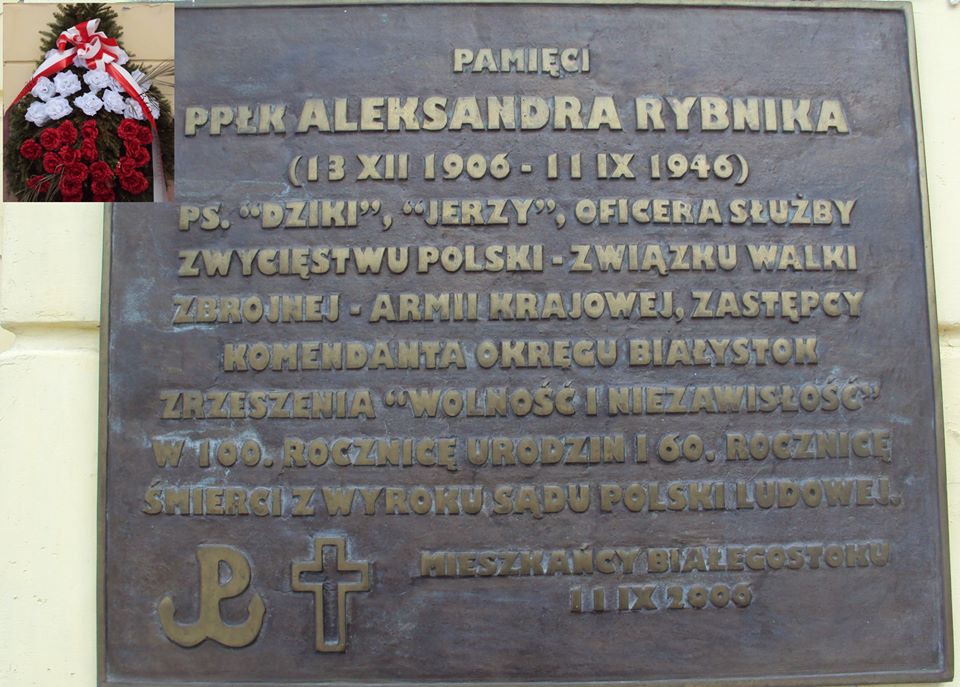 PAMIĘCI
PPŁK ALEKSANDRA RYBNIKA
(13 XII 1906 - 11 IX 1946)
PS. "DZIKI", "JERZY", OFICERA SŁUŻBY
ZWYCIĘSTWU POLSKI - ZWIĄZKU WALKI
ZBROJNEJ - ARMII KRAJOWEJ, ZASTĘPCY
KOMENDANTA OKRĘGU BIAŁYSTOK
ZRZESZENIA "WOLNOŚĆ I NIEZAWISŁOŚĆ"
W 100. ROCZNICĘ URODZIN I 60. ROCZNICĘ
ŚMIERCI Z WYROKU SĄDU POLSKI LUDOWEJ.
MIESZKAŃCY BIAŁEGOSTOKU
11 IX 2006